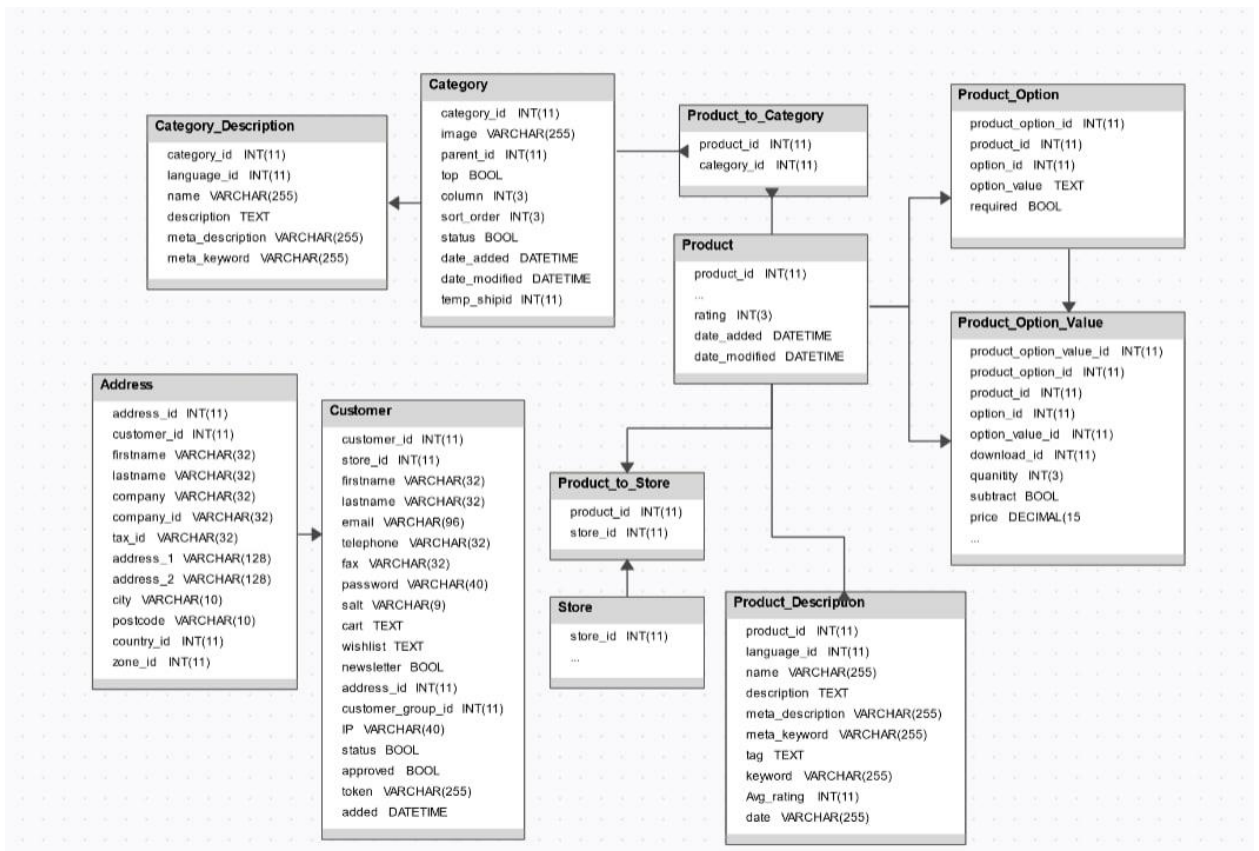 Category
category_id INT(11)
image VARCHAR(255)
parent_id INT(11)
top BOOL
column INT(3)
sort_order INT(3)
status BOOL
date_added DATETIME
date_modified DATETIME
temp_shipid INT(11)
Category_Description
category_id INT(11)
language_id INT(11)
name VARCHAR(255)
description TEXT
meta_description VARCHAR(255)
meta_keyword VARCHAR(255)
Product_to_Category
product_id INT(11)
category_id INT(11)
Product_Option
product_option_id INT(11)
product_id INT(11)
option_id INT(11)
option_value TEXT
required BOOL
Product
product_id INT(11)
...
rating INT(3)
date_added DATETIME
date_modified DATETIME
Product_Option_Value
product_option_value_id INT(11)
product_option_id INT(11)
product_id INT(11)
option_id INT(11)
option_value_id INT(11)
download_id INT(11)
quanitity INT(3)
subtract BOOL
price DECIMAL(15
...
Address
address_id INT(11)
customer_id INT(11)
firstname VARCHAR(32)
lastname VARCHAR(32)
company VARCHAR(32)
company_id VARCHAR(32)
tax_id VARCHAR(32)
address_1 VARCHAR(128)
address_2 VARCHAR(128)
city VARCHAR(10)
postcode VARCHAR(10)
country_id INT(11)
zone_id INT(11)
Customer
customer_id INT(11)
store_id INT(11)
firstname VARCHAR(32)
lastname VARCHAR(32)
email VARCHAR(96)
telephone VARCHAR(32)
fax VARCHAR(32)
password VARCHAR(40)
salt VARCHAR(9)
cart TEXT
wishlist TEXT
newsletter BOOL
address_id INT(11)
customer_group_id INT(11)
IP VARCHAR(40)
status BOOL
approved BOOL
token VARCHAR(255)
added DATETIME
Product_to_Store
product_id INT(11)
store_id INT(11)
Store
store_id INT(11)
...
Product_Description
product_id INT(11)
language_id INT(11)
name VARCHAR(255)
description TEXT
meta_description VARCHAR(255)
meta_keyword VARCHAR(255)
tag TEXT
keyword VARCHAR(255)
Avg_rating INT(11)
date VARCHAR(255)